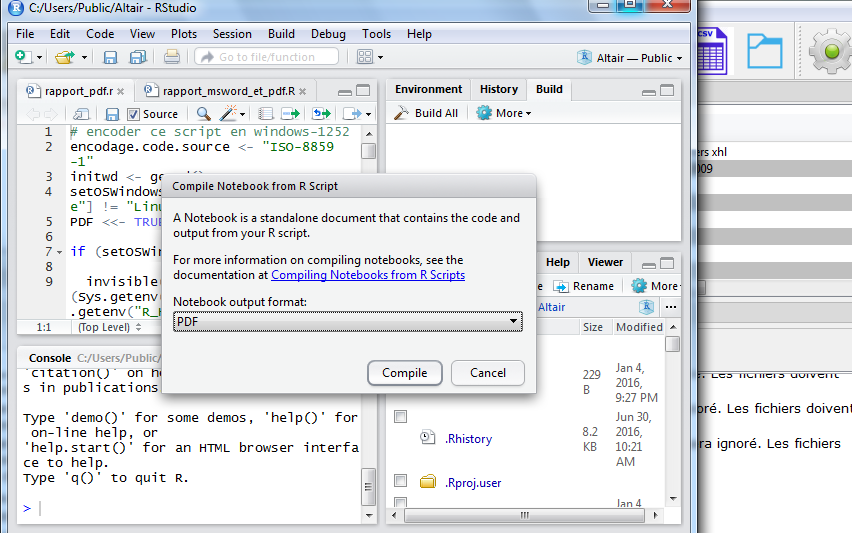 C:/Users/Public/Altair - RStudio
File Edit Code View Plots Session Build Debug Tools Help
Go to file/function
Altair — Public
rapport_pdf.r
rapport_msword_et_pdf.R
Source
1 # encoder ce script en windows-1252
2 encodage.code.source <- "ISO-8859
-1"
3 initwd <-
4 setOSWindows
e"] != "Linu
5 PDF <<- TRUE
6
7 if (setOSWin
8
9 invisible(
(Sys.getenv(
.getenv("R_H
1:1 (Top Level)
Console C:/Users/Public/
'citation()' on
s in publications
Type 'demo()' for some demos, 'help()' for
on-line help, or
'help.start()' for an HTML browser interfa
ce to help.
Type 'q()' to quit R.
>
Compile Notebook from R Script
A Notebook is a standalone document that contains the code and
output from your R script.
For more information on compiling notebooks, see the
documentation at Compiling Notebooks from R Scripts
Notebook output format:
PDF
Compile Cancel
Environment History Build
Build All More
Help Viewer
Rename More
Altair
Size Modified
229
B
Jan 4,
2016,
9:27 PM
.Rhistory
8.2
KB
Jun 30,
2016,
10:21
AM
.Rproj.user
Jan 4
CSV
ers xhl
009
. Les fichiers doivent
oré. Les fichiers doivent
ra ignoré. Les fichiers